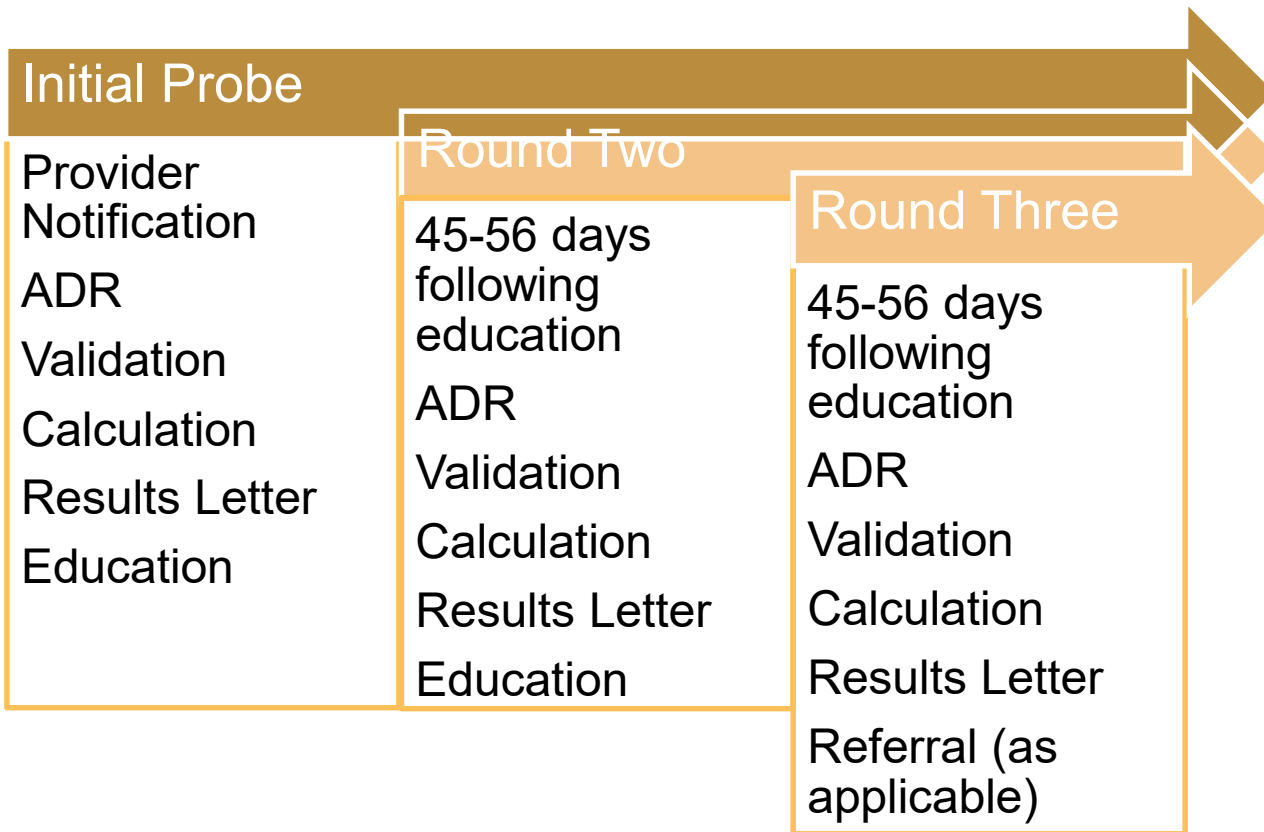 Initial Probe
Provider
Notification
ADR
Validation
Calculation
Results Letter
Education
Round Two
45-56 days
following
education
ADR
Validation
Calculation
Results Letter
Education
Round Three
45-56 days
following
education
ADR
Validation
Calculation
Results Letter
Referral (as
applicable)